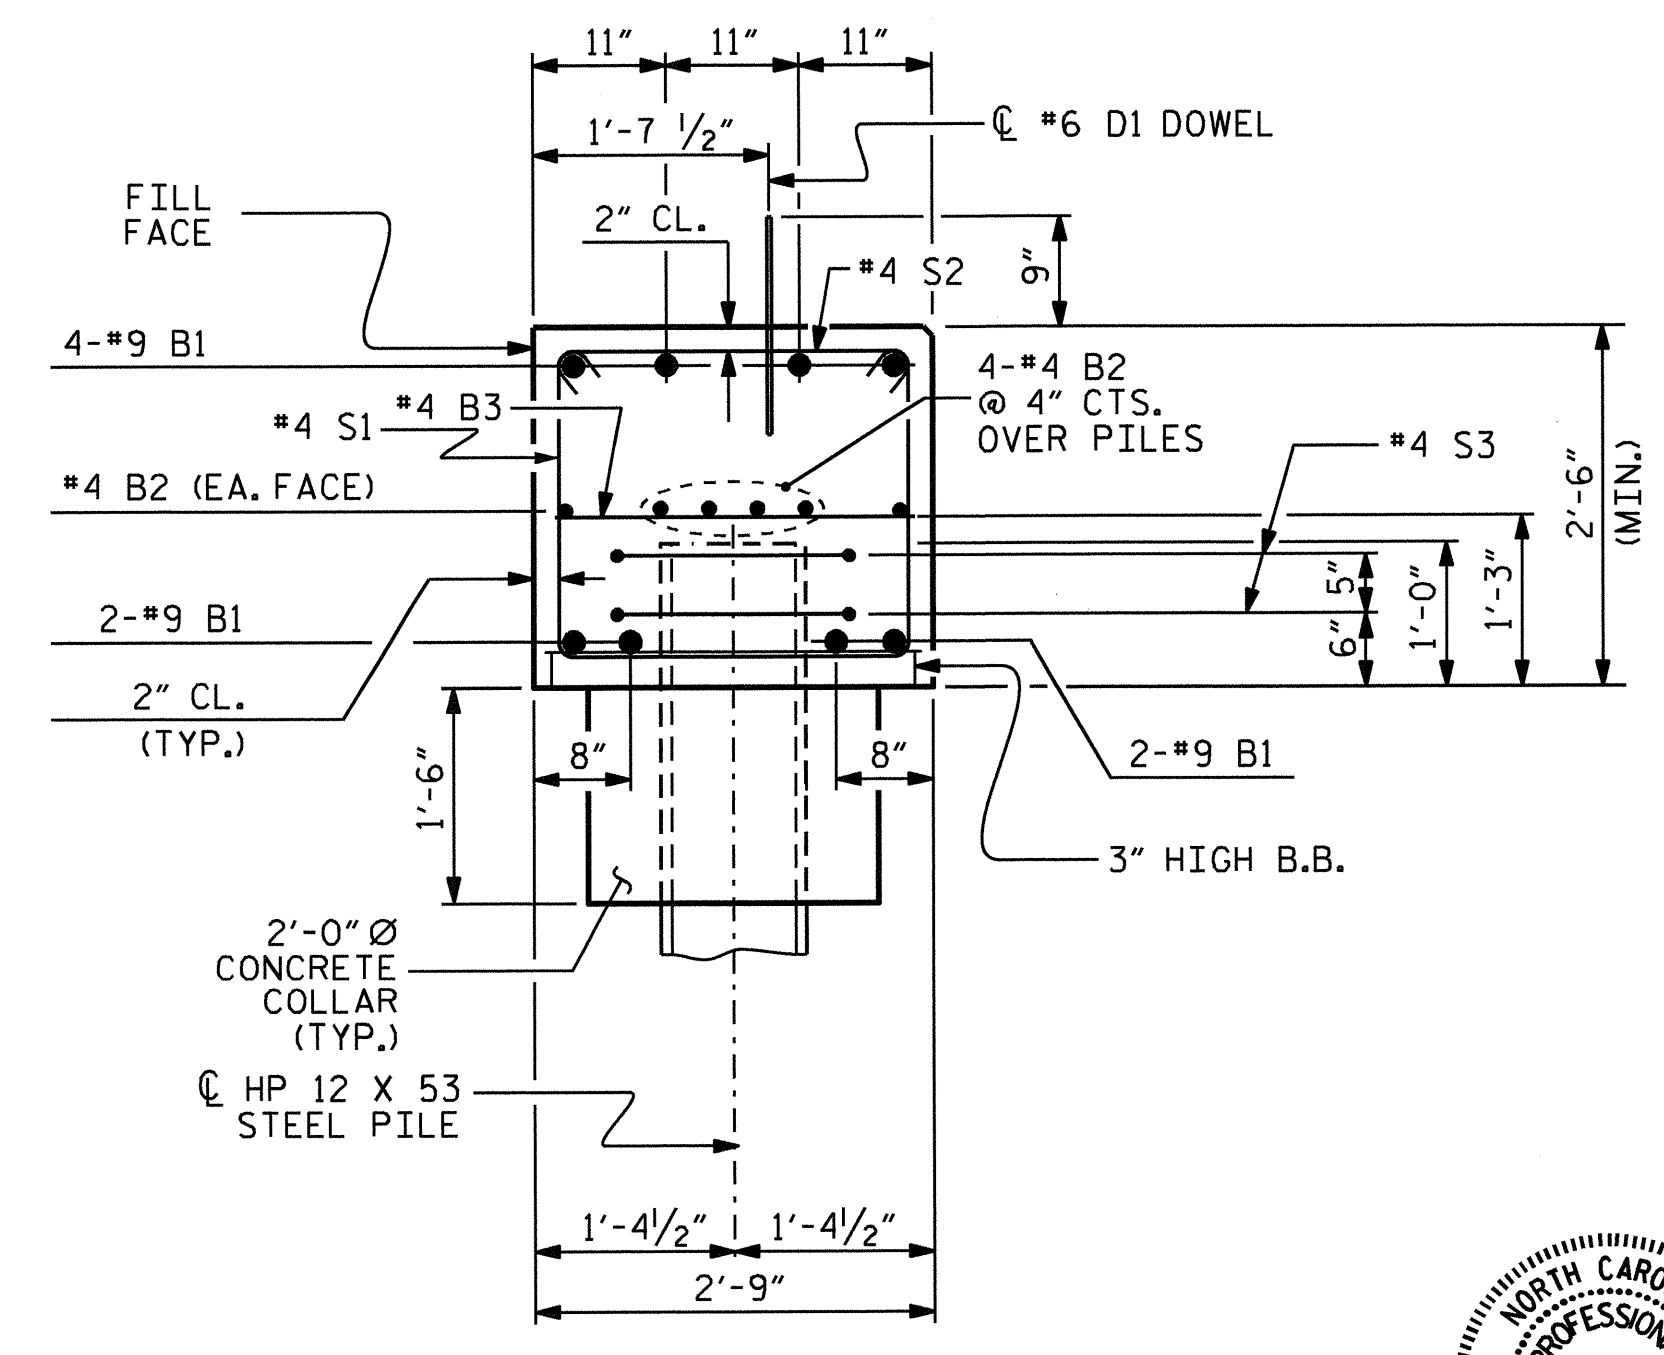 11" 11" 11"
1'-7 1/2"
℄ #6 D1 DOWEL
FILL
FACE
2" CL.
9"
#4 S2
4-#9 B1
4-#4 B2
@ 4" CTS.
OVER PILES
#4 B3
#4 S1
#4 S3
#4 B2 (EA. FACE)
2'-6"
(MIN.)
5"
1'-0"
1'-3"
6"
2-#9 B1
2" CL.
(TYP.)
8" 8"
2-#9 B1
1'-6"
3" HIGH B.B.
2'-0" Ø
CONCRETE
COLLAR
(TYP.)
℄ HP 12 X 53
STEEL PILE
1'-4 1/2" 1'-4 1/2"
2'-9"
NORTH CARO
PROFESSION